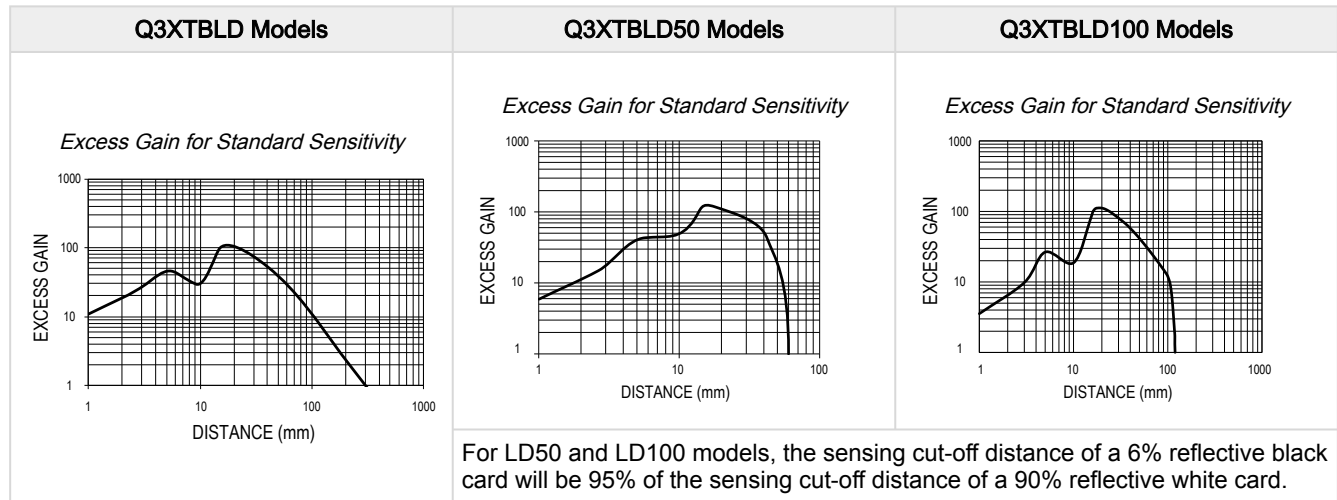 Q3XTBLD Models
Q3XTBLD50 Models
Q3XTBLD100 Models
Excess Gain for Standard Sensitivity
1000
100
10
1
EXCESS GAIN
1
10
100
1000
DISTANCE (mm)
Excess Gain for Standard Sensitivity
1000
100
10
1
EXCESS GAIN
1
10
100
DISTANCE (mm)
Excess Gain for Standard Sensitivity
1000
100
10
1
EXCESS GAIN
1
10
100
1000
DISTANCE (mm)
For LD50 and LD100 models, the sensing cut-off distance of a 6% reflective black
card will be 95% of the sensing cut-off distance of a 90% reflective white card.